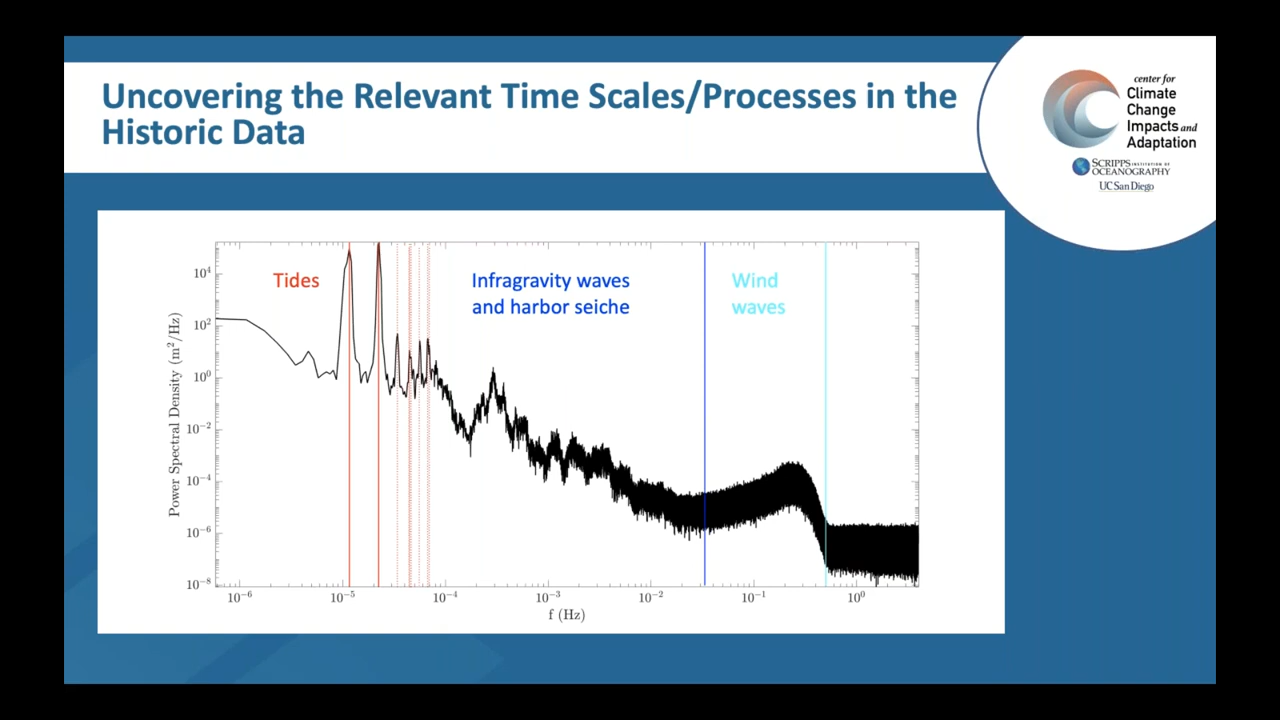 Uncovering the Relevant Time Scales/Processes in the
Historic Data
center for
Climate
Change
Impacts and
Adaptation
SCRIPPS INSTITUTION OF
OCEANOGRAPHY
UC San Diego
Tides
Infragravity waves
and harbor seiche
Wind
waves
Power Spectral Density (m²/Hz)
10⁴
10²
10⁰
10⁻²
10⁻⁴
10⁻⁶
10⁻⁸
10⁻⁶ 10⁻⁵ 10⁻⁴ 10⁻³ 10⁻² 10⁻¹ 10⁰
f (Hz)